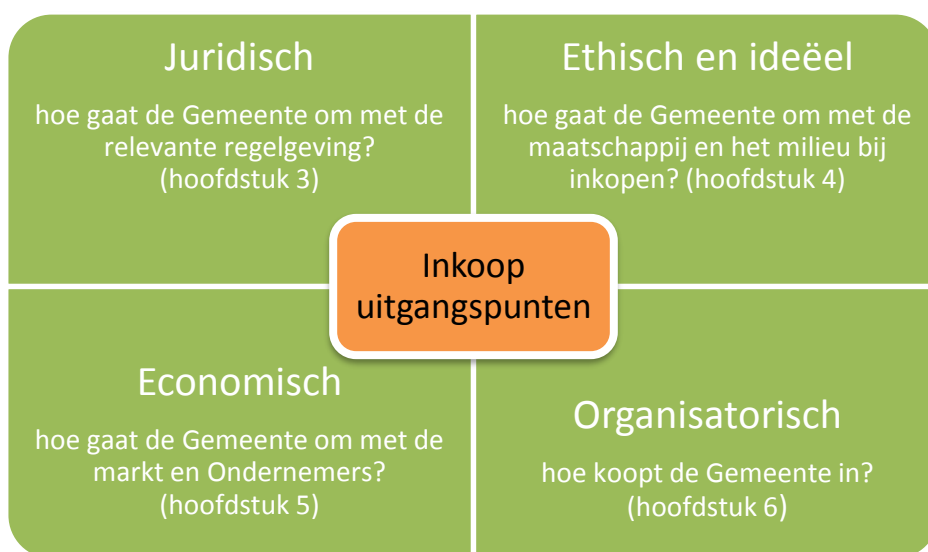 Juridisch
hoe gaat de Gemeente om met de
relevante regelgeving?
(hoofdstuk 3)
Ethisch en ideëel
hoe gaat de Gemeente om met de
maatschappij en het milieu bij
inkopen? (hoofdstuk 4)
Inkoop
uitgangspunten
Economisch
hoe gaat de Gemeente om met de
markt en Ondernemers?
(hoofdstuk 5)
Organisatorisch
hoe koopt de Gemeente in?
(hoofdstuk 6)